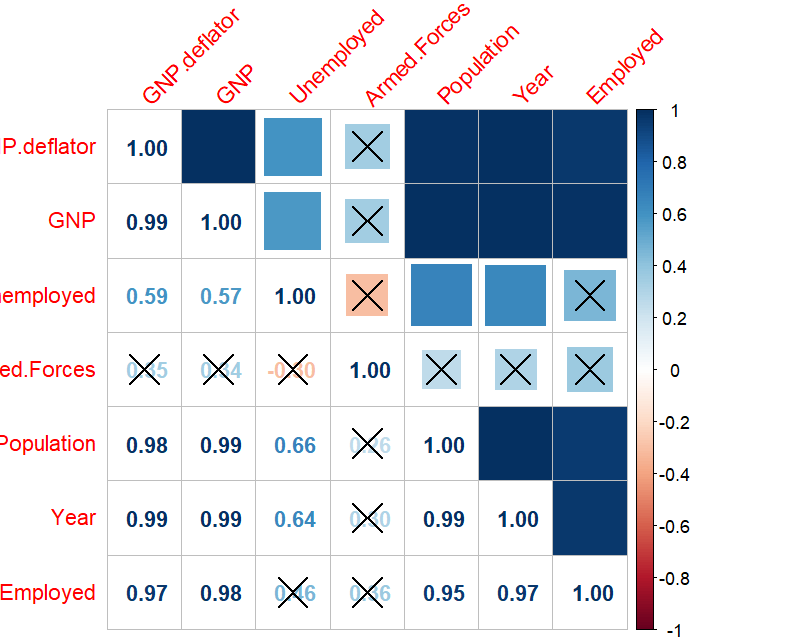 GNP.deflator GNP Unemployed Armed.Forces Population Year Employed
P.deflator 1.00 1
GNP 0.99 1.00 0.8
employed 0.59 0.57 1.00 0.6
ed.Forces 1.00 0.4
Population 0.98 0.99 0.66 1.00 0.2
Year 0.99 0.99 0.64 0.99 1.00 0
Employed 0.97 0.98 0.95 0.97 1.00 -0.2
-0.4
-0.6
-0.8
-1